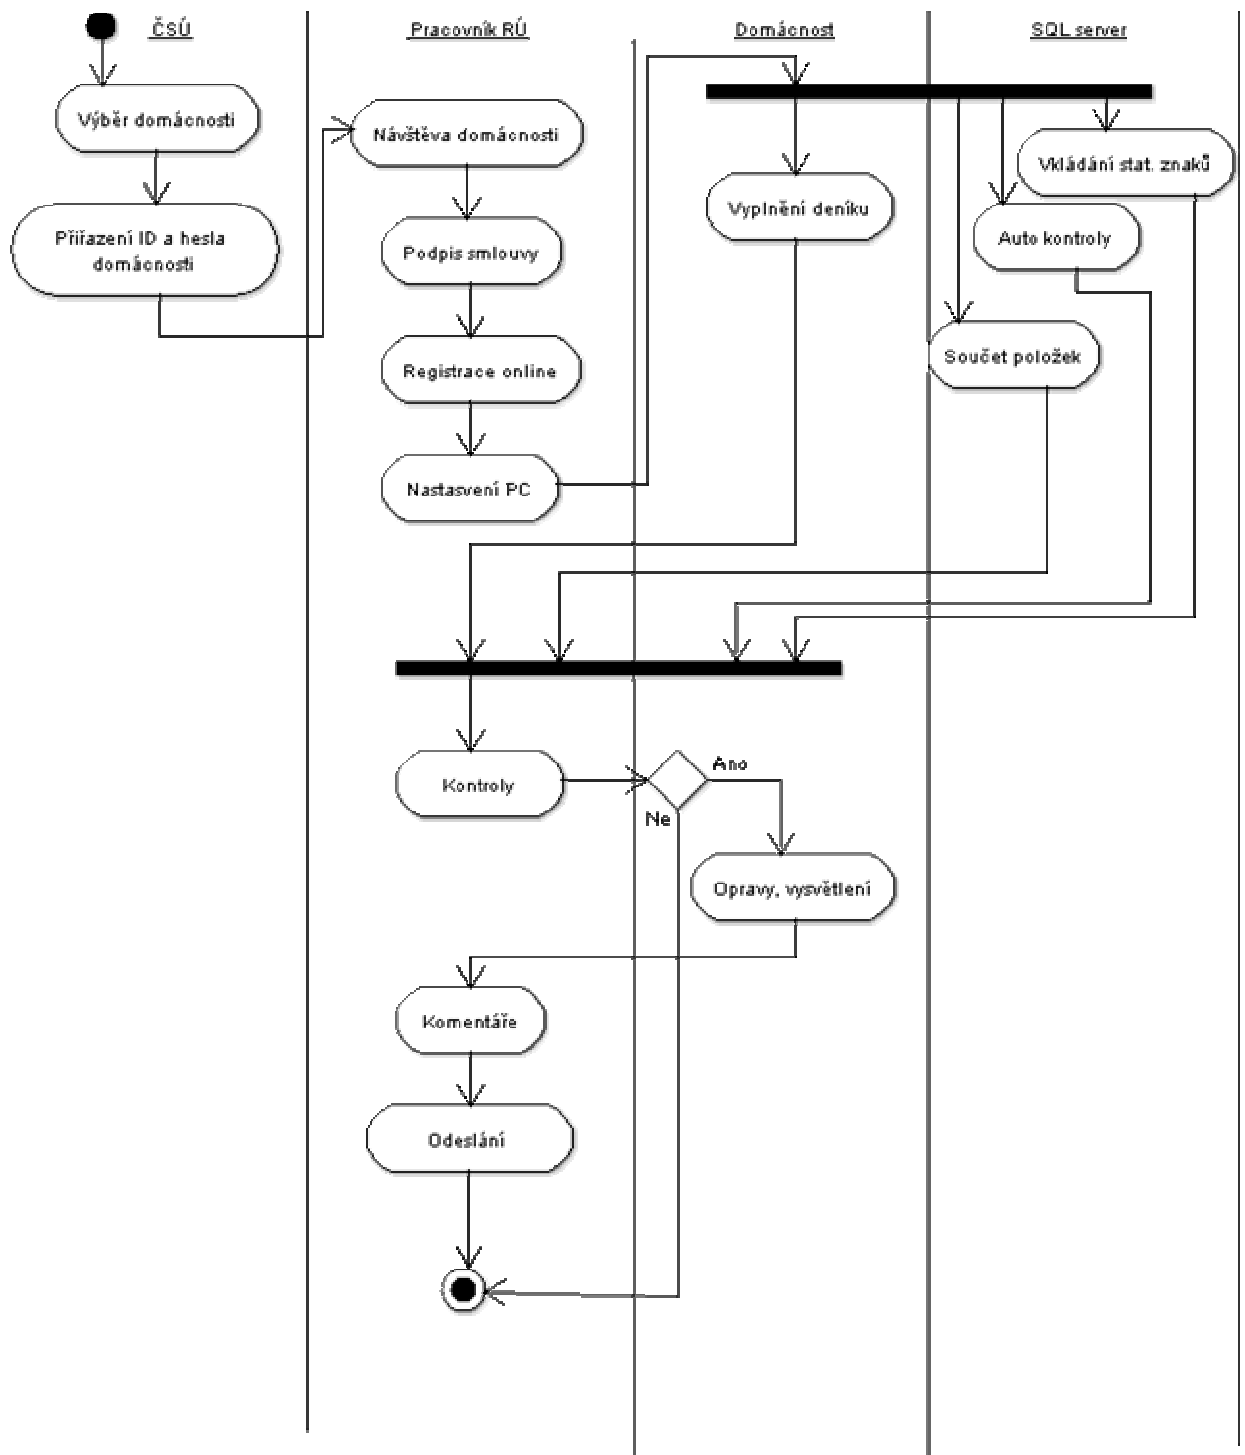 ČSÚ
Pracovník RÚ
Domácnost
SQL server
Výběr domácnosti
Přiřazení ID a hesla
domácnosti
Návštěva domácnosti
Podpis smlouvy
Registrace online
Nastasvení PC
Vyplnění deníku
Vkládání stat. znaků
Auto kontroly
Součet položek
Kontroly
Ano
Ne
Opravy, vysvětlení
Komentáře
Odeslání